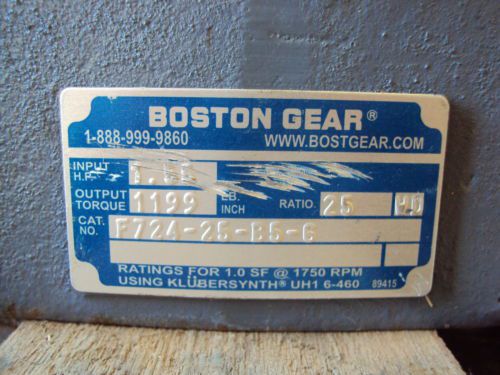 BOSTON GEAR®
1-888-999-9860 WWW.BOSTGEAR.COM
INPUT H.P.
OUTPUT TORQUE 1199 LB. INCH RATIO. 25
CAT. NO. F724-25-B5-G
RATINGS FOR 1.0 SF @ 1750 RPM
USING KLÜBERSYNTH® UH1 6-460 89415